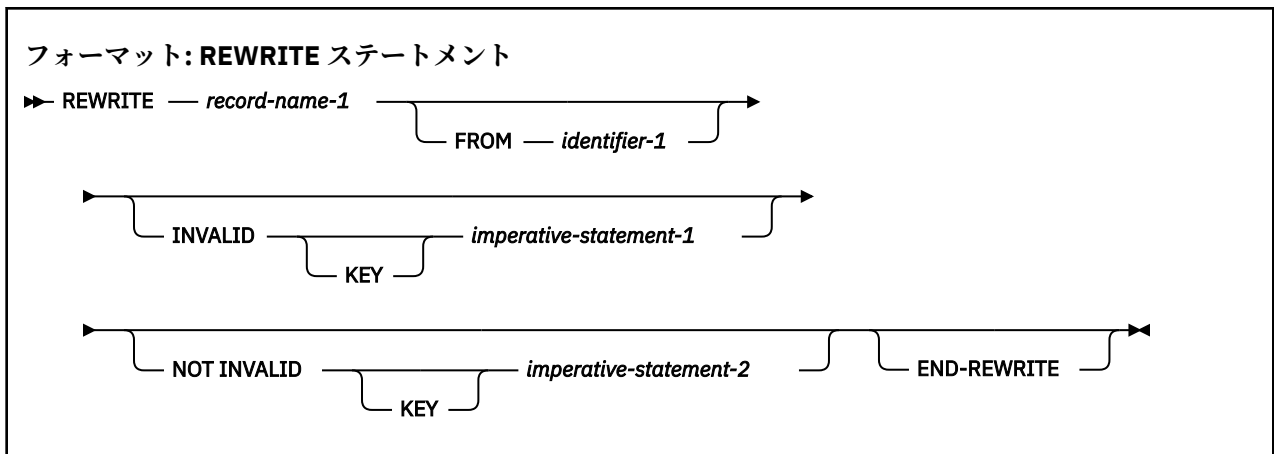 フォーマット: REWRITE ステートメント
REWRITE record-name-1
FROM identifier-1
INVALID imperative-statement-1
KEY
NOT INVALID imperative-statement-2 END-REWRITE
KEY